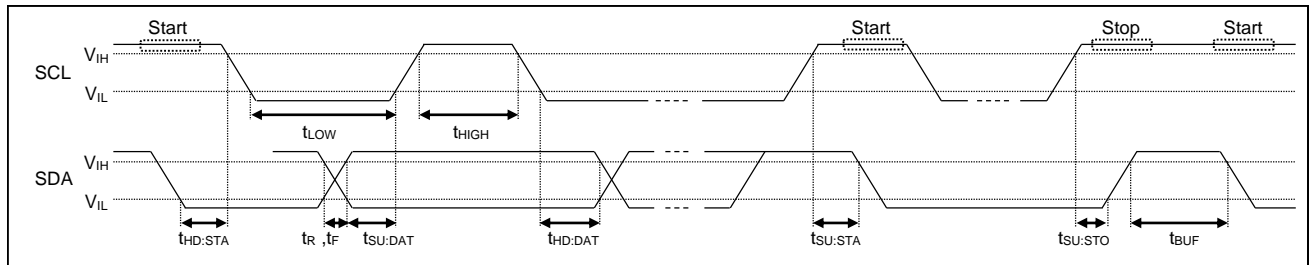 Start Start Stop Start
VIH
SCL
VIL
tLOW tHIGH
VIH
SDA
VIL
tHD:STA tR ,tF tSU:DAT tHD:DAT tSU:STA tSU:STO tBUF